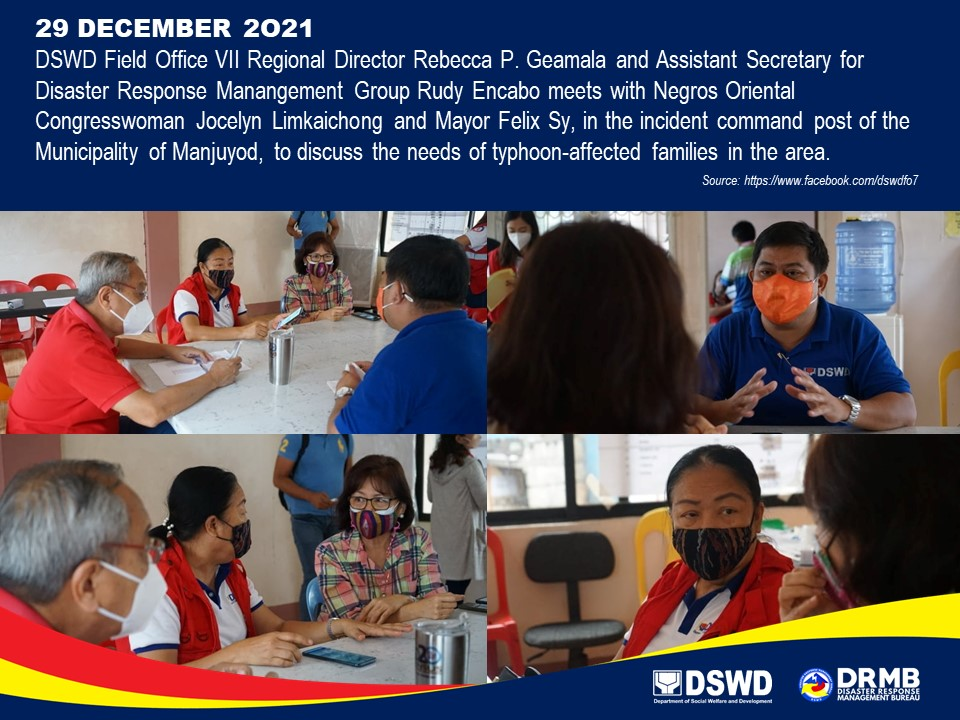 29 DECEMBER 2021
DSWD Field Office VII Regional Director Rebecca P. Geamala and Assistant Secretary for
Disaster Response Manangement Group Rudy Encabo meets with Negros Oriental
Congresswoman Jocelyn Limkaichong and Mayor Felix Sy, in the incident command post of the
Municipality of Manjuyod, to discuss the needs of typhoon-affected families in the area.
Source: https://www.facebook.com/dswdfo7
DSWD
DSWD
Department of Social Welfare and Development
DRMB
DISASTER RESPONSE
MANAGEMENT BUREAU